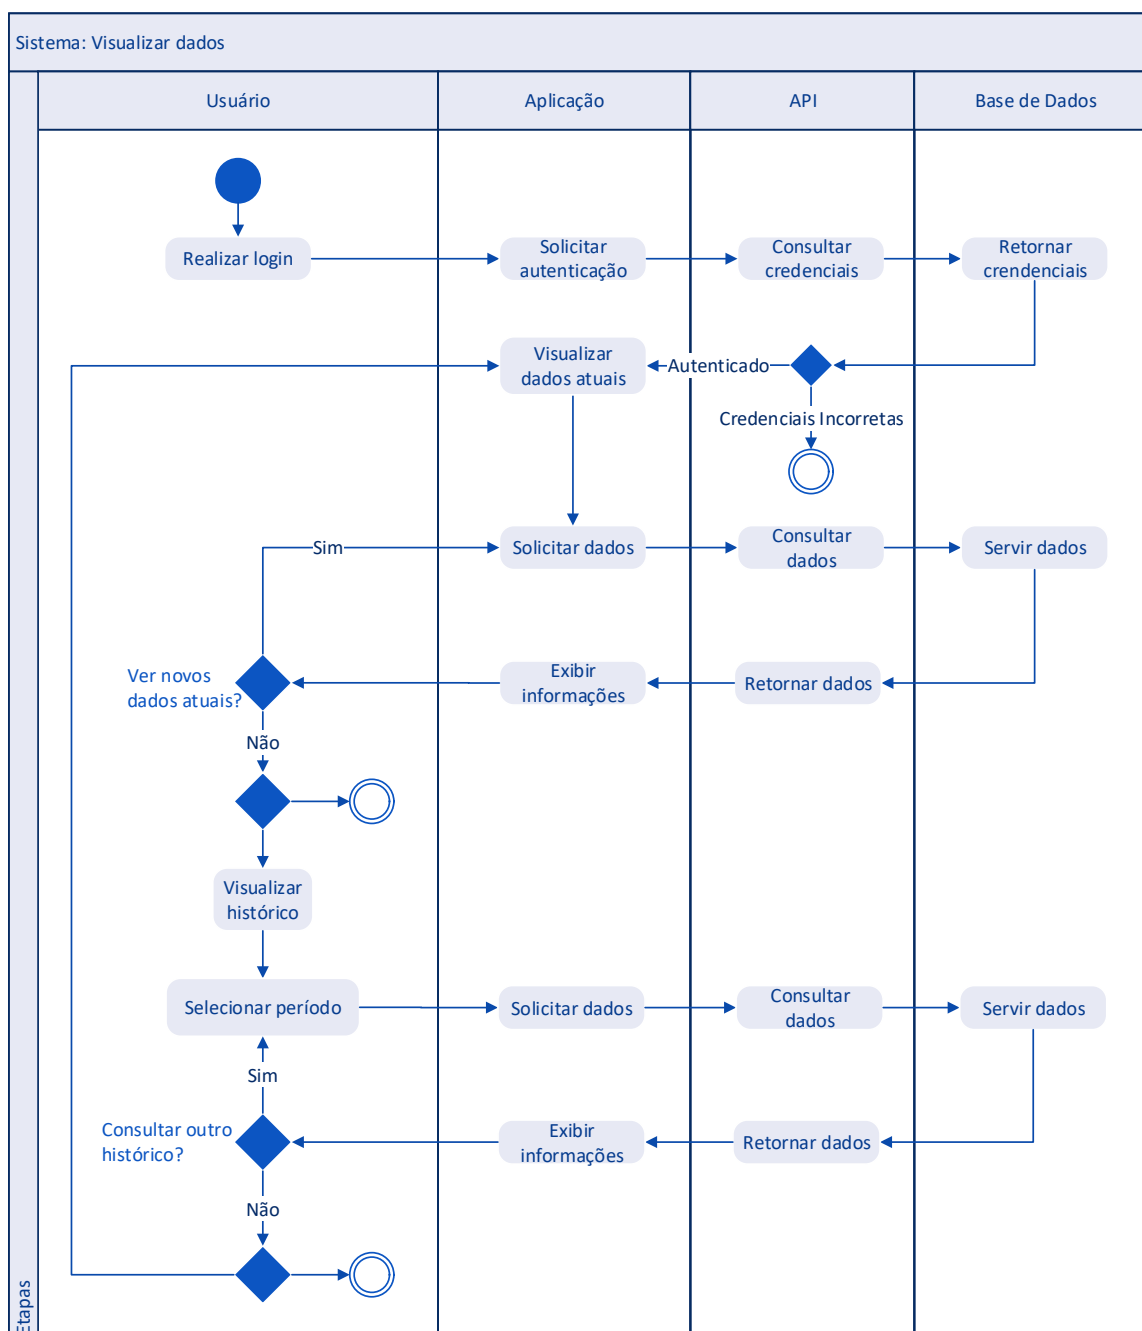 Sistema: Visualizar dados
Usuário
Aplicação
API
Base de Dados
Realizar login
Solicitar
autenticação
Consultar
credenciais
Retornar
crendenciais
Visualizar
dados atuais
Autenticado
Credenciais Incorretas
Sim
Solicitar dados
Consultar
dados
Servir dados
Ver novos
dados atuais?
Exibir
informações
Retornar dados
Não
Visualizar
histórico
Selecionar período
Solicitar dados
Consultar
dados
Servir dados
Sim
Consultar outro
histórico?
Exibir
informações
Retornar dados
Não
Etapas